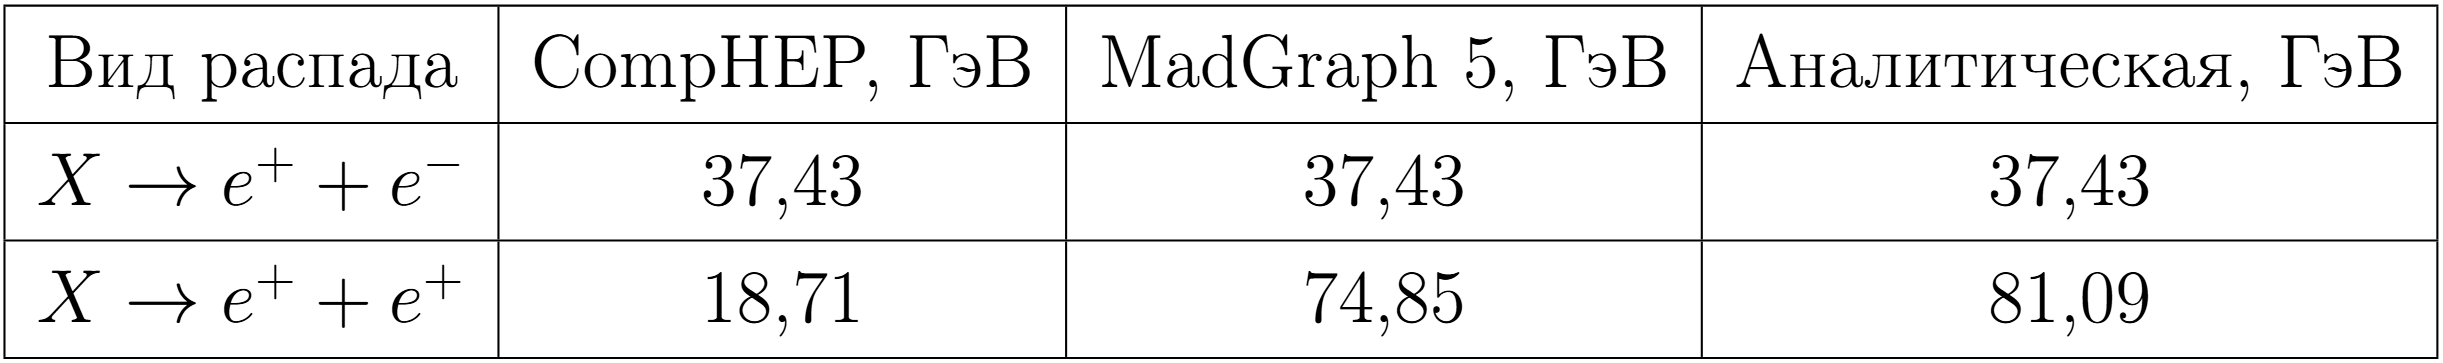 Вид распада CompHEP, ГэВ MadGraph 5, ГэВ Аналитическая, ГэВ
X → e⁺ + e⁻ 37,43 37,43 37,43
X → e⁺ + e⁺ 18,71 74,85 81,09